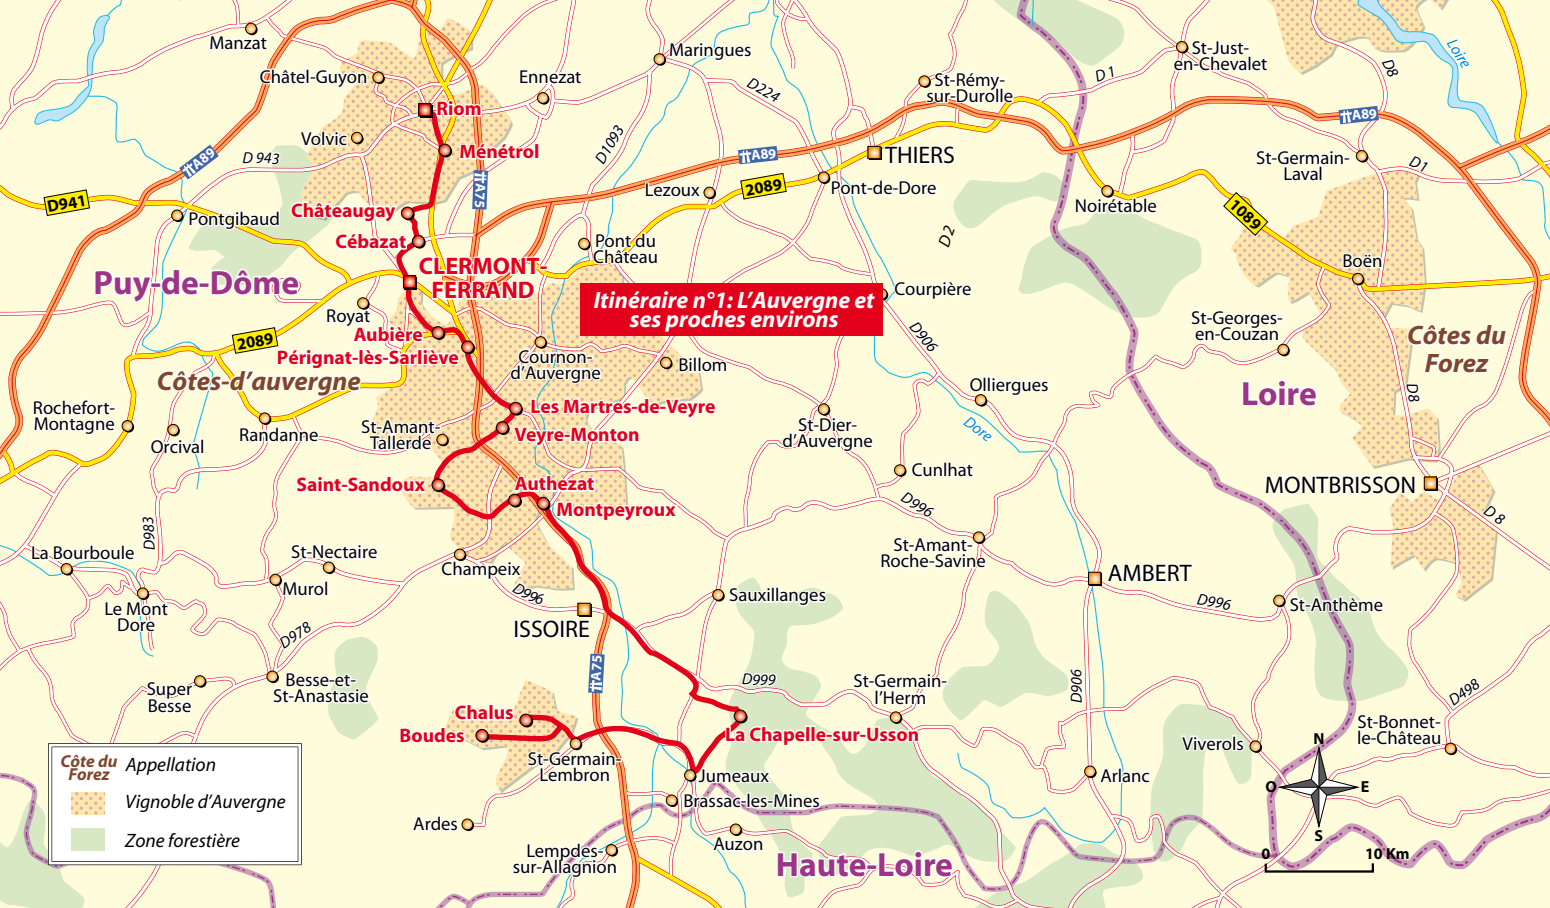 Manzat
Châtel-Guyon
Maringues
Ennezat
Riom
Volvic
Ménétrol
D 943
A89
D941
Pontgibaud
Châteaugay
Cébazat
A75
D1093
D224
A89
2089
Lezoux
Pont du
Château
CLERMONT-
FERRAND
Puy-de-Dôme
Royat
2089
Aubière
Pérignat-lès-Sarliève
Côtes-d’auvergne
Itinéraire n°1: L’Auvergne et
ses proches environs
Cournon-
d’Auvergne
Billom
St-Rémy-
sur-Durolle
D 1
St-Just-
en-Chevalet
D8
Loire
A89
THIERS
Pont-de-Dore
Noirétable
St-Germain-
Laval
D1
1089
D2
Courpière
Boën
D906
St-Georges-
en-Couzan
Côtes du
Forez
Loire
D8
Olliergues
Rochefort-
Montagne
Orcival
Randanne
St-Amant-
Tallerde
Les Martres-de-Veyre
Veyre-Monton
St-Dier-
d’Auvergne
Dore
Cunlhat
Saint-Sandoux
Authezat
Montpeyroux
D996
MONTBRISSON
D 8
D983
La Bourboule
St-Nectaire
Champeix
Murol
Le Mont
Dore
D996
ISSOIRE
D978
Sauxillanges
St-Amant-
Roche-Savine
AMBERT
D996
St-Anthème
Super
Besse
Besse-et-
St-Anastasie
A75
D999
St-Germain-
l’Herm
D906
D498
Chalus
Boudes
La Chapelle-sur-Usson
St-Germain-
Lembron
Jumeaux
Brassac-les-Mines
Ardes
Auzon
Lempdes-
sur-Allagnion
Haute-Loire
Arlanc
Viverols
St-Bonnet-
le-Château
Côte du
Forez
Appellation
Vignoble d’Auvergne
Zone forestière
N
O
E
S
0
10 Km